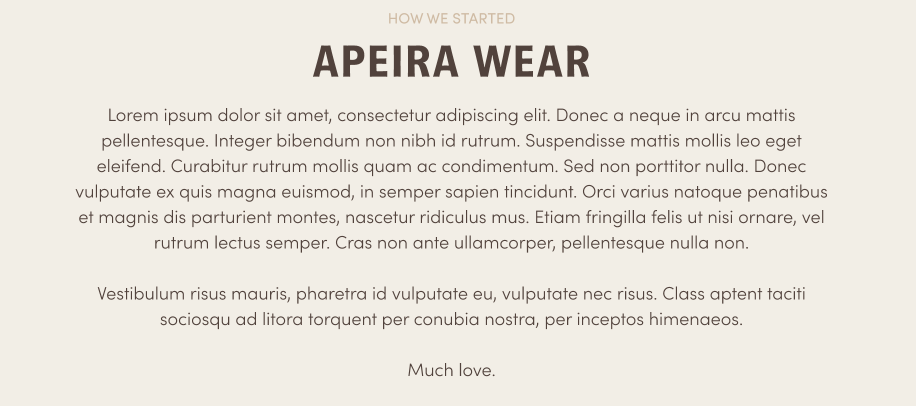 HOW WE STARTED
APEIRA WEAR
Lorem ipsum dolor sit amet, consectetur adipiscing elit. Donec a neque in arcu mattis
pellentesque. Integer bibendum non nibh id rutrum. Suspendisse mattis mollis leo eget
eleifend. Curabitur rutrum mollis quam ac condimentum. Sed non porttitor nulla. Donec
vulputate ex quis magna euismod, in semper sapien tincidunt. Orci varius natoque penatibus
et magnis dis parturient montes, nascetur ridiculus mus. Etiam fringilla felis ut nisi ornare, vel
rutrum lectus semper. Cras non ante ullamcorper, pellentesque nulla non.
Vestibulum risus mauris, pharetra id vulputate eu, vulputate nec risus. Class aptent taciti
sociosqu ad litora torquent per conubia nostra, per inceptos himenaeos.
Much love.